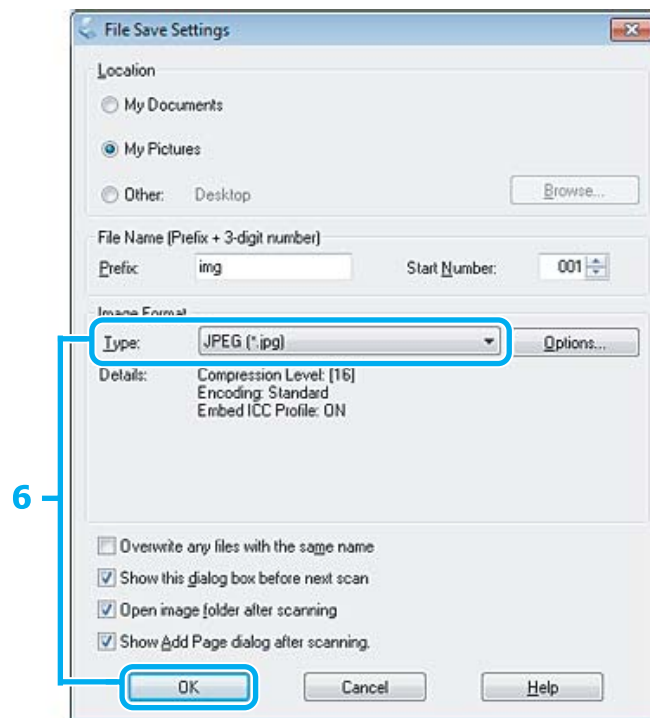 File Save Settings
Location
My Documents
My Pictures
Other: Desktop Browse...
File Name (Prefix + 3-digit number)
Prefix: img Start Number: 001
Image Format
Type: JPEG (*.jpg) Options...
Details: Compression Level: [16]
Encoding: Standard
Embed ICC Profile: ON
6
Overwrite any files with the same name
Show this dialog box before next scan
Open image folder after scanning
Show Add Page dialog after scanning.
OK Cancel Help